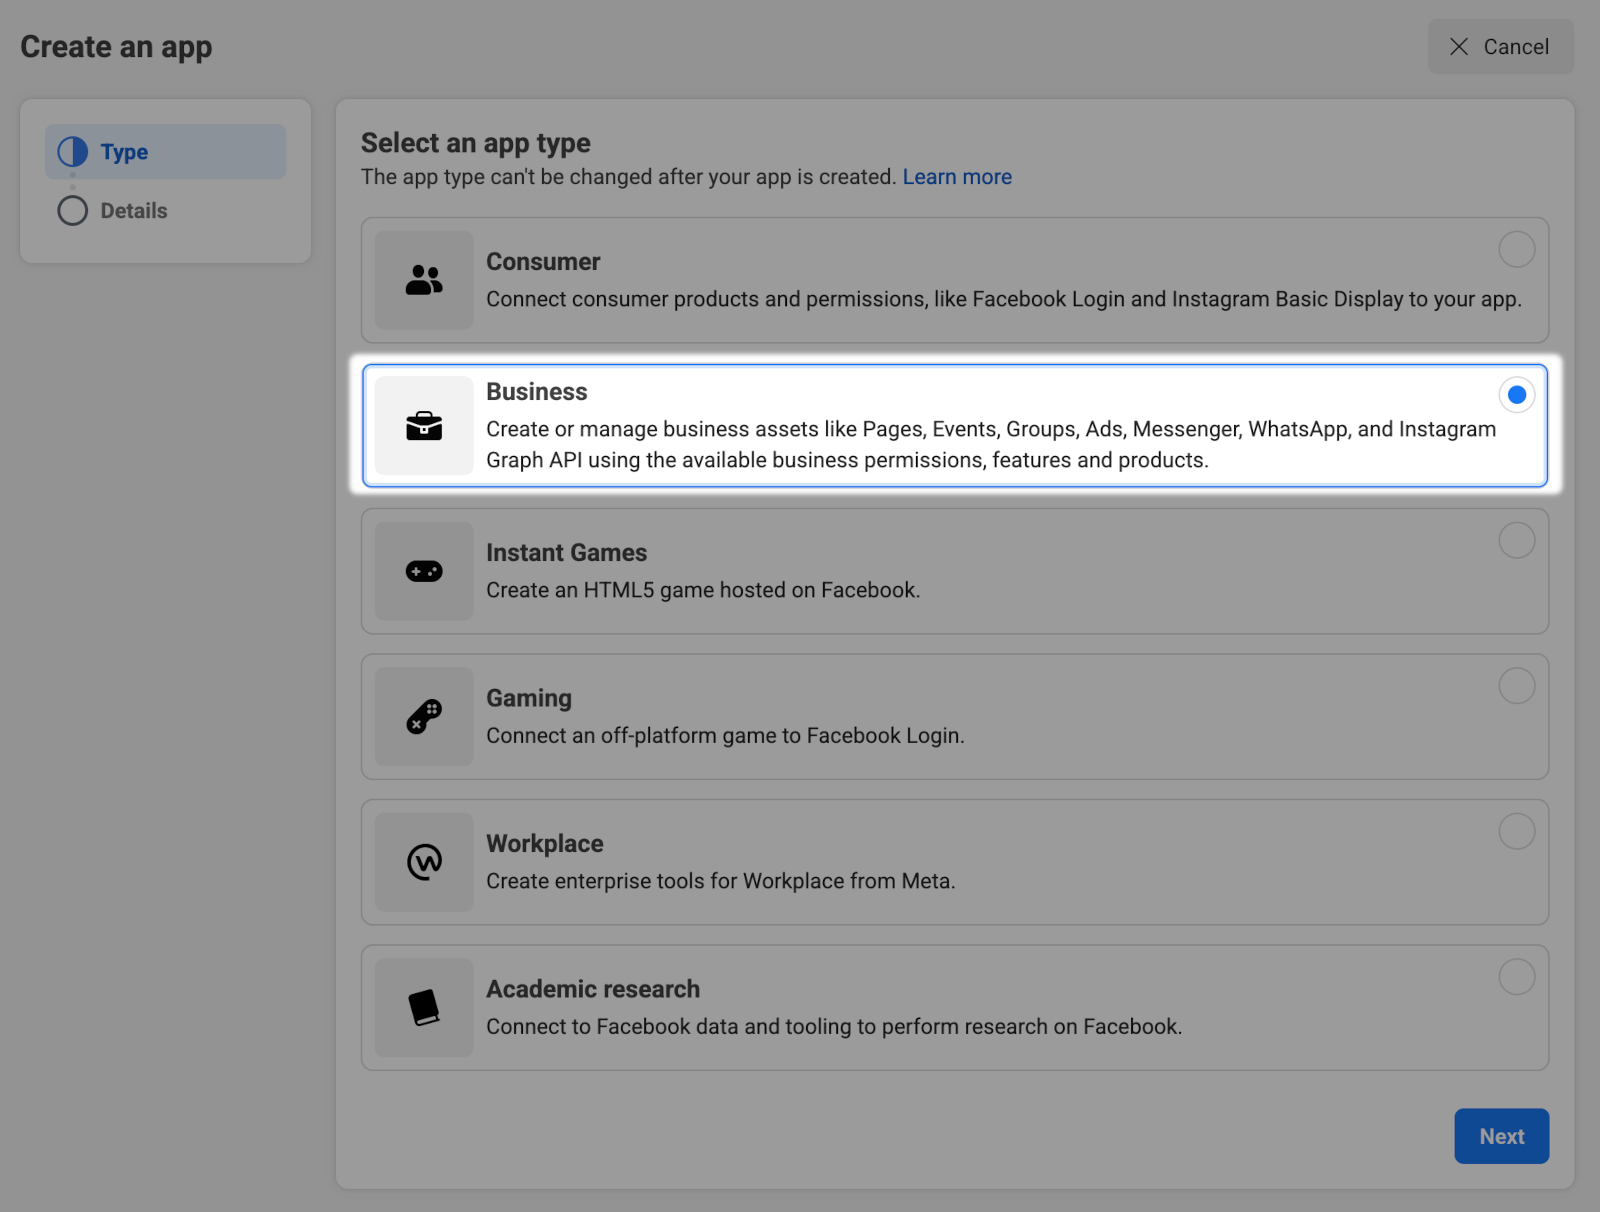 Create an app
Cancel
Type
Details
Select an app type
The app type can't be changed after your app is created. Learn more
Consumer
Connect consumer products and permissions, like Facebook Login and Instagram Basic Display to your app.
Business
Create or manage business assets like Pages, Events, Groups, Ads, Messenger, WhatsApp, and Instagram
Graph API using the available business permissions, features and products.
Instant Games
Create an HTML5 game hosted on Facebook.
Gaming
Connect an off-platform game to Facebook Login.
Workplace
Create enterprise tools for Workplace from Meta.
Academic research
Connect to Facebook data and tooling to perform research on Facebook.
Next